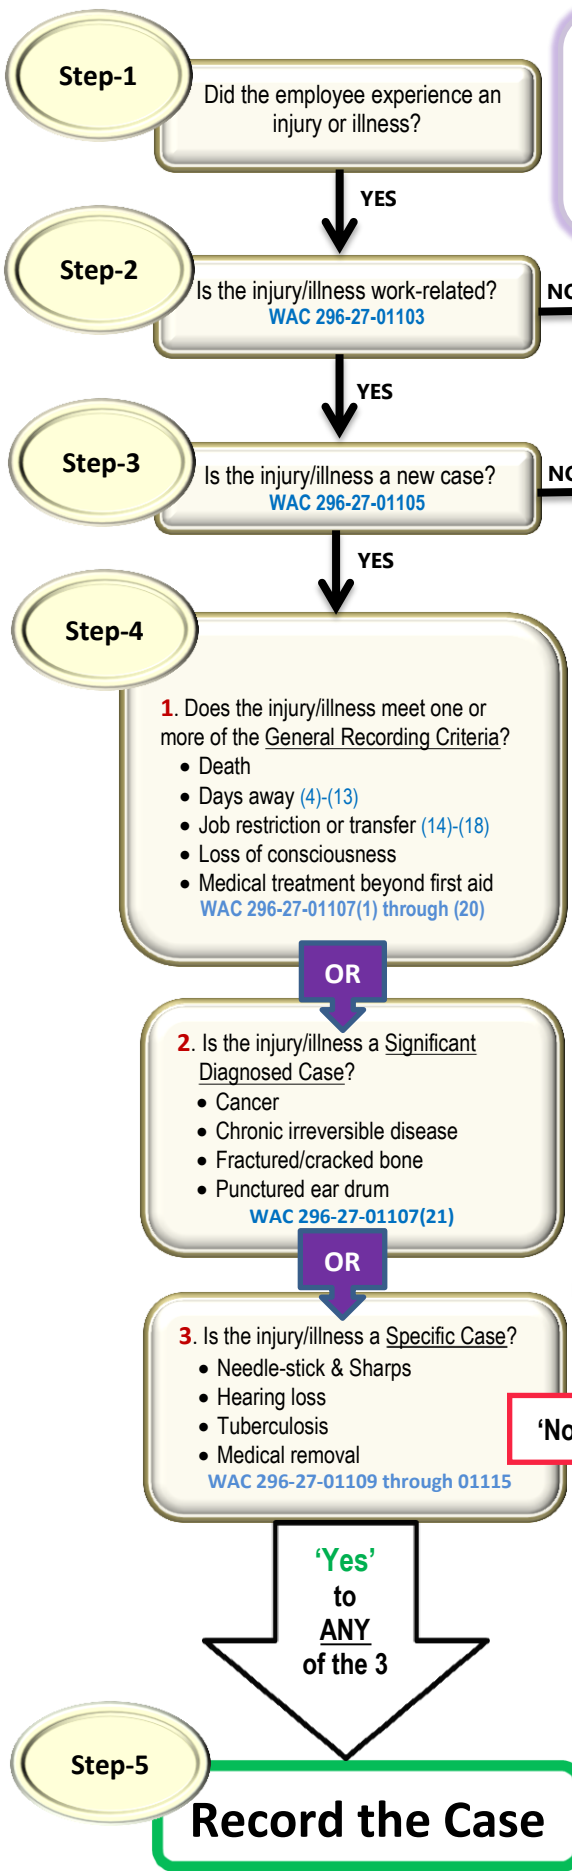 Step-1
Did the employee experience an
injury or illness?
YES
Step-2
Is the injury/illness work-related?
WAC 296-27-01103
YES
Step-3
Is the injury/illness a new case?
WAC 296-27-01105
YES
Step-4
1. Does the injury/illness meet one or
more of the General Recording Criteria?
• Death
• Days away (4)-(13)
• Job restriction or transfer (14)-(18)
• Loss of consciousness
• Medical treatment beyond first aid
WAC 296-27-01107(1) through (20)
OR
2. Is the injury/illness a Significant
Diagnosed Case?
• Cancer
• Chronic irreversible disease
• Fractured/cracked bone
• Punctured ear drum
WAC 296-27-01107(21)
OR
3. Is the injury/illness a Specific Case?
• Needle-stick & Sharps
• Hearing loss
• Tuberculosis
• Medical removal
WAC 296-27-01109 through 01115
‘No
‘Yes’
to
ANY
of the 3
Step-5
Record the Case